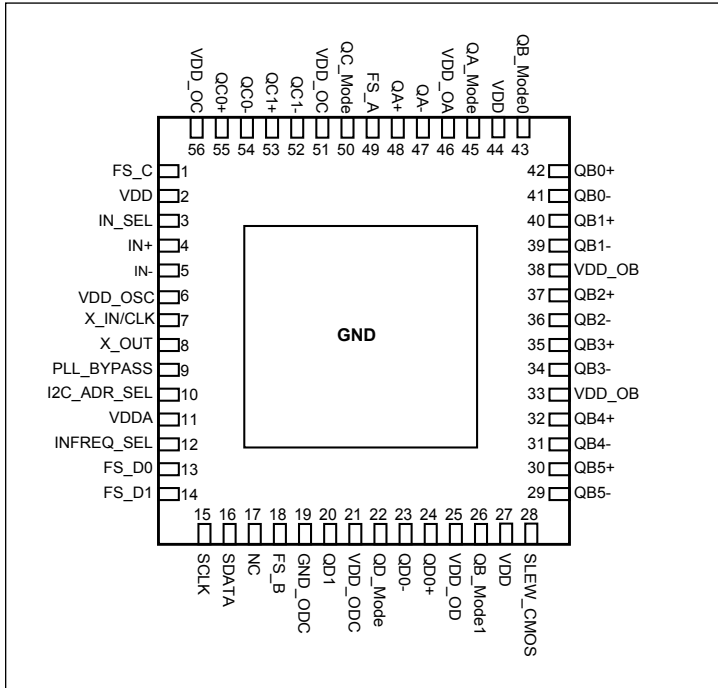 VDD_OC
QC0+
QC0-
QC1+
QC1-
VDD_OC
QC_Mode
FS_A
QA+
QA-
VDD_OA
QA_Mode
VDD
QB_Mode0
56 55 54 53 52 51 50 49 48 47 46 45 44 43
FS_C 1
VDD 2
IN_SEL 3
IN+ 4
IN- 5
VDD_OSC 6
X_IN/CLK 7
X_OUT 8
PLL_BYPASS 9
I2C_ADR_SEL 10
VDDA 11
INFREQ_SEL 12
FS_D0 13
FS_D1 14
GND
42 QB0+
41 QB0-
40 QB1+
39 QB1-
38 VDD_OB
37 QB2+
36 QB2-
35 QB3+
34 QB3-
33 VDD_OB
32 QB4+
31 QB4-
30 QB5+
29 QB5-
15 16 17 18 19 20 21 22 23 24 25 26 27 28
SCLK
SDATA
NC
FS_B
GND_ODC
QD1
VDD_ODC
QD_Mode
QD0-
QD0+
VDD_OD
QB_Mode1
VDD
SLEW_CMOS